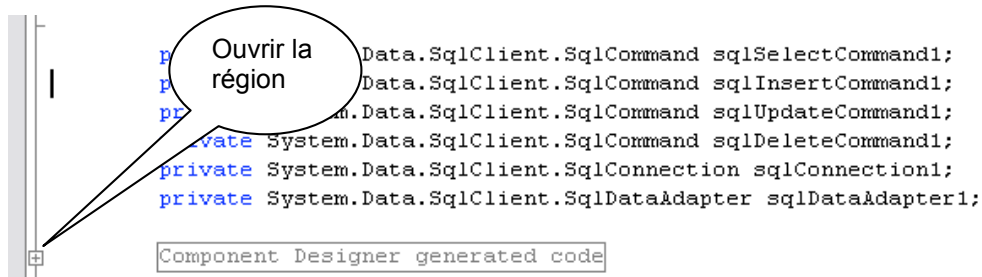 Ouvrir la
région
Data.SqlClient.SqlCommand sqlSelectCommand1;
Data.SqlClient.SqlCommand sqlInsertCommand1;
Data.SqlClient.SqlCommand sqlUpdateCommand1;
private System.Data.SqlClient.SqlCommand sqlDeleteCommand1;
private System.Data.SqlClient.SqlConnection sqlConnection1;
private System.Data.SqlClient.SqlDataAdapter sqlDataAdapter1;
Component Designer generated code